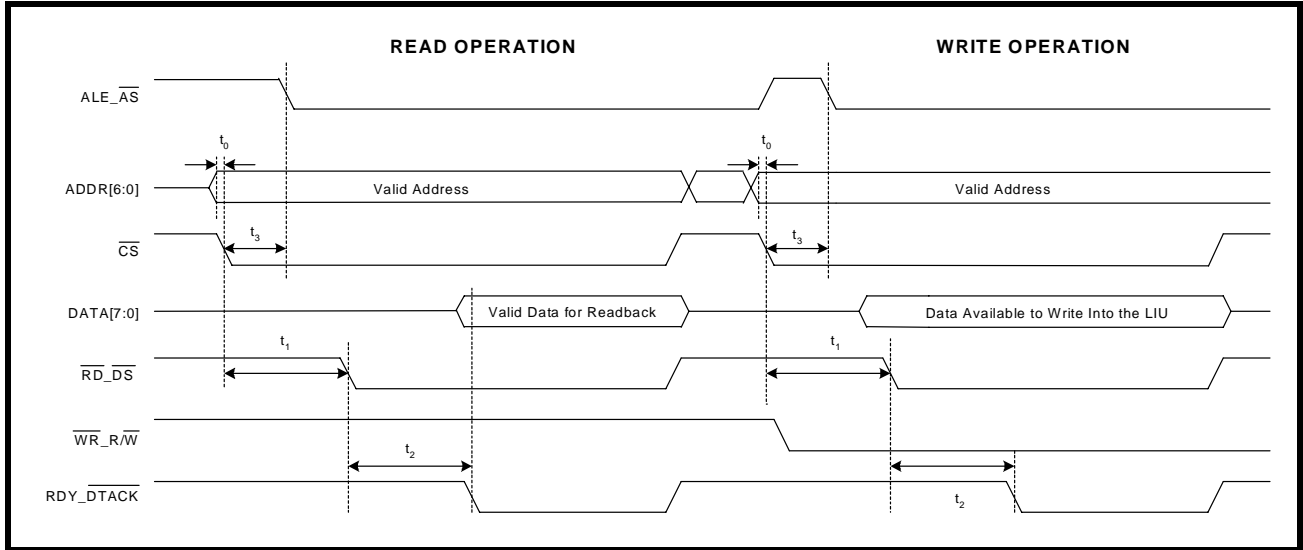 READ OPERATION WRITE OPERATION
ALE_AS
t0 t0
ADDR[6:0] Valid Address Valid Address
t3 t3
CS
DATA[7:0] Valid Data for Readback Data Available to Write Into the LIU
t1 t1
RD_DS
WR_R/W
t2
RDY_DTACK t2